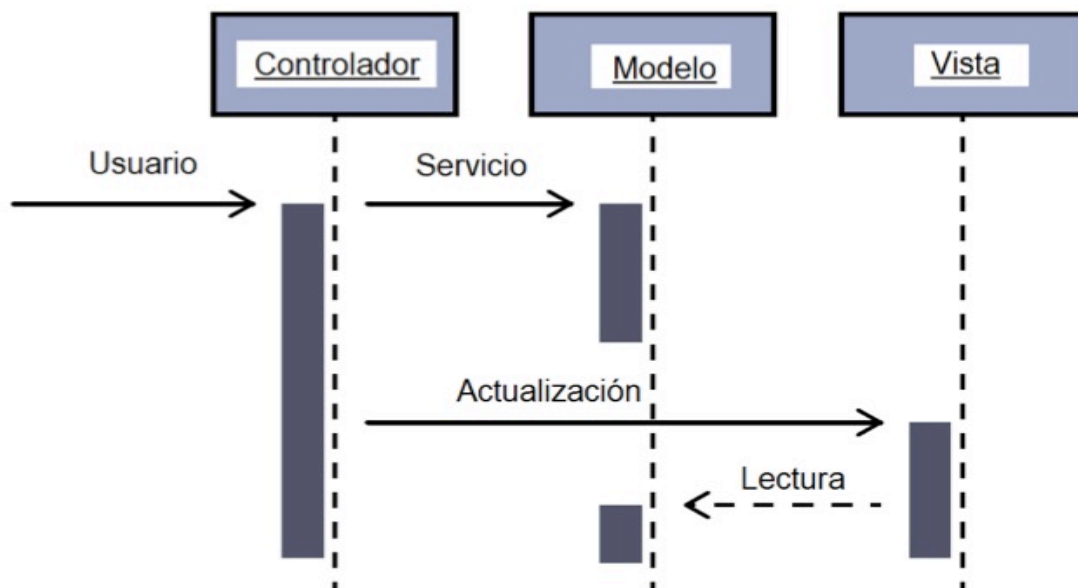 Controlador
Modelo
Vista
Usuario
Servicio
Actualización
Lectura